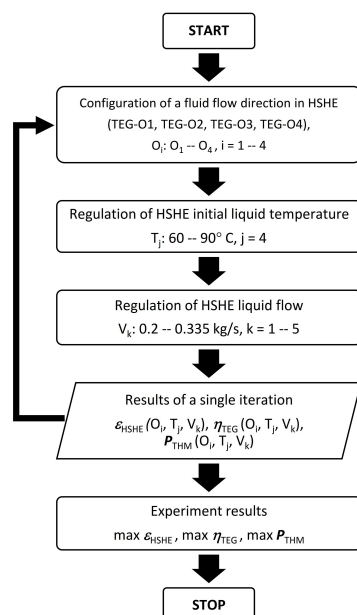 START
Configuration of a fluid flow direction in HSHE
(TEG-O1, TEG-O2, TEG-O3, TEG-O4),
Oi: O1 -- O4 , i = 1 -- 4
Regulation of HSHE initial liquid temperature
Tj: 60 -- 90° C, j = 4
Regulation of HSHE liquid flow
Vk: 0.2 -- 0.335 kg/s, k = 1 -- 5
Results of a single iteration
εHSHE (Oi, Tj, Vk), ηTEG (Oi, Tj, Vk),
PTHM (Oi, Tj, Vk)
Experiment results
max εHSHE , max ηTEG , max PTHM
STOP